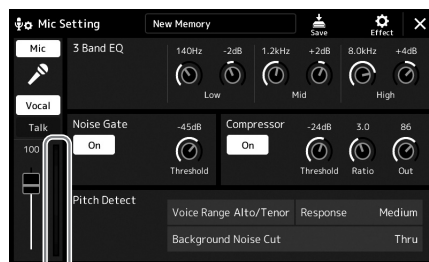 Mic Setting New Memory Save Effect
Mic
Vocal
Talk
100
3 Band EQ
140Hz -2dB 1.2kHz +2dB 8.0kHz +4dB
Low Mid High
Noise Gate
On
-45dB
Threshold
Compressor
On
-24dB 3.0 86
Threshold Ratio Out
Pitch Detect
Voice Range Alto/Tenor Response Medium
Background Noise Cut Thru